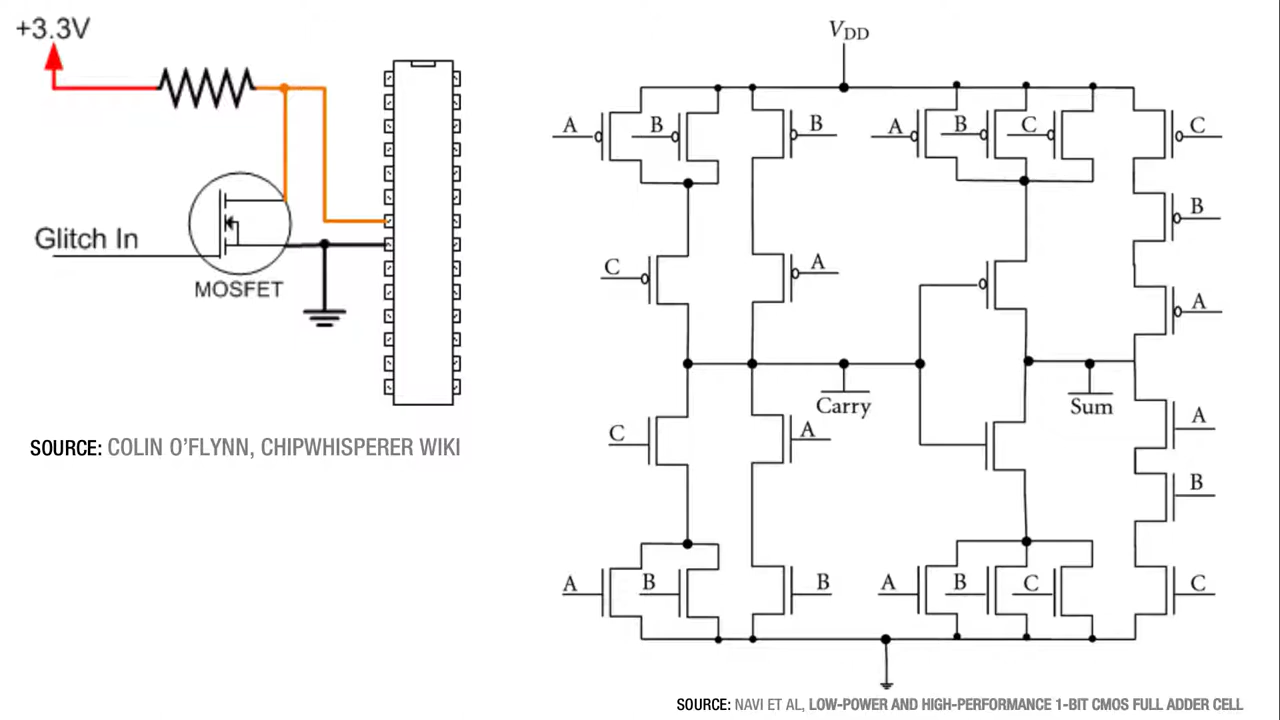 +3.3V
Glitch In
MOSFET
SOURCE: COLIN O'FLYNN, CHIPWHISPERER WIKI
VDD
A
B
B
A
B
C
C
B
C
A
A
Carry
Sum
C
A
A
B
A
B
B
A
B
C
C
SOURCE: NAVI ET AL, LOW-POWER AND HIGH-PERFORMANCE 1-BIT CMOS FULL ADDER CELL